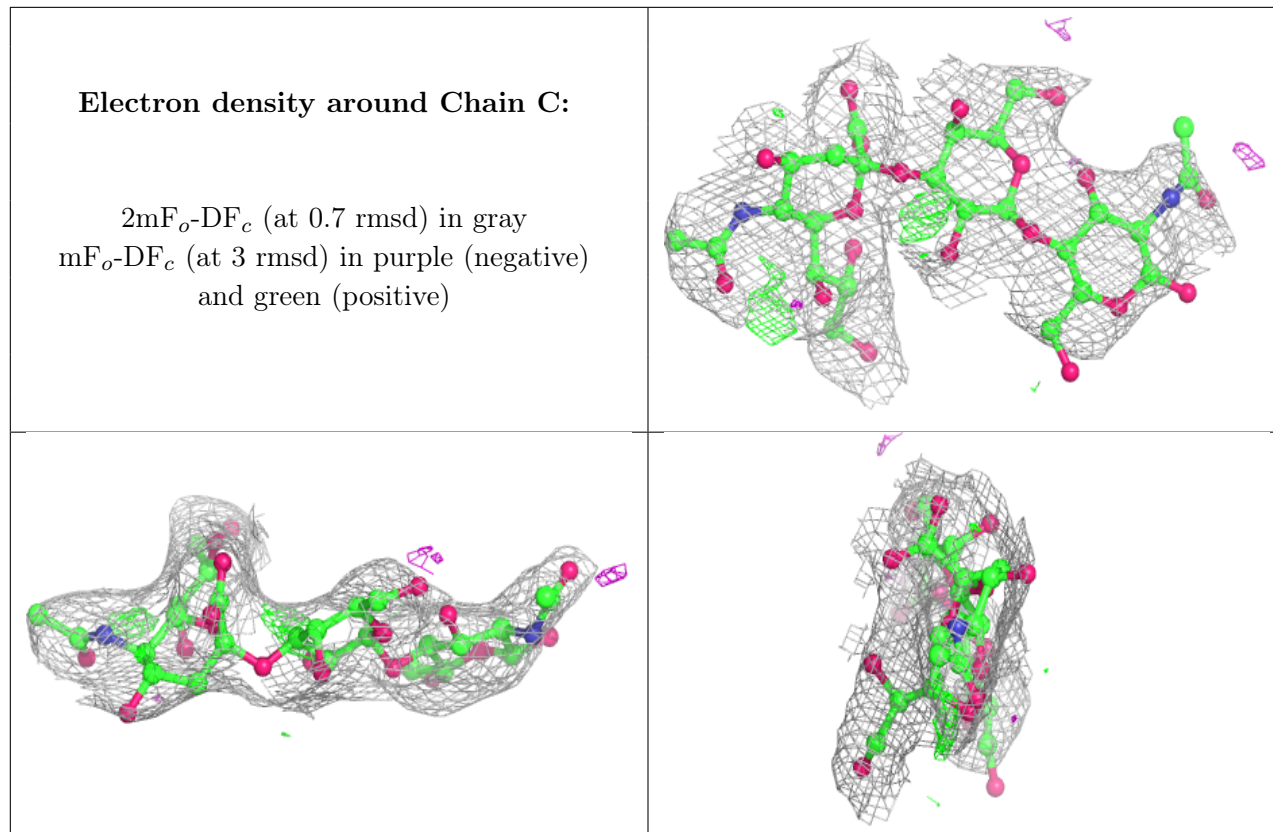 Electron density around Chain C:
2mFo-DFc (at 0.7 rmsd) in gray
mFo-DFc (at 3 rmsd) in purple (negative)
and green (positive)